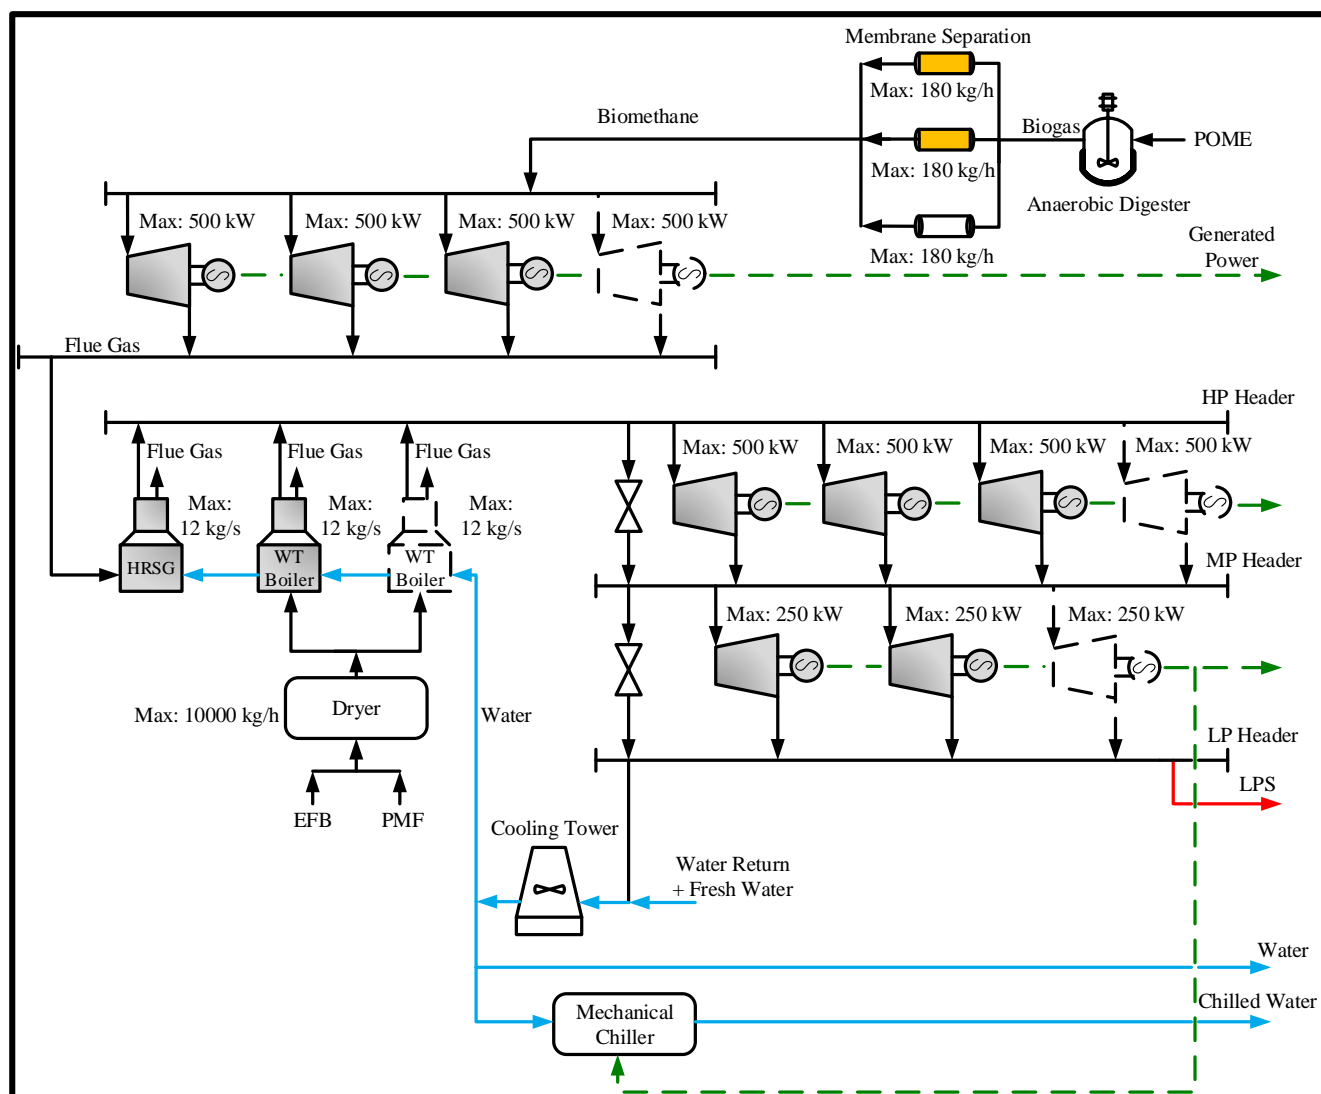 Membrane Separation
Max: 180 kg/h
Biomethane
Biogas
POME
Max: 180 kg/h
Anaerobic Digester
Max: 500 kW
Max: 500 kW
Max: 500 kW
Max: 500 kW
Max: 180 kg/h
Generated
Power
S
S
S
S
Flue Gas
HP Header
Flue Gas
Flue Gas
Flue Gas
Max: 500 kW
Max: 500 kW
Max: 500 kW
Max: 500 kW
Max:
12 kg/s
Max:
12 kg/s
Max:
12 kg/s
S
S
S
S
HRSG
WT
Boiler
WT
Boiler
MP Header
Max: 250 kW
Max: 250 kW
Max: 250 kW
S
S
S
Max: 10000 kg/h
Dryer
Water
LP Header
LPS
EFB
PMF
Cooling Tower
Water Return
+ Fresh Water
Water
Mechanical
Chiller
Chilled Water